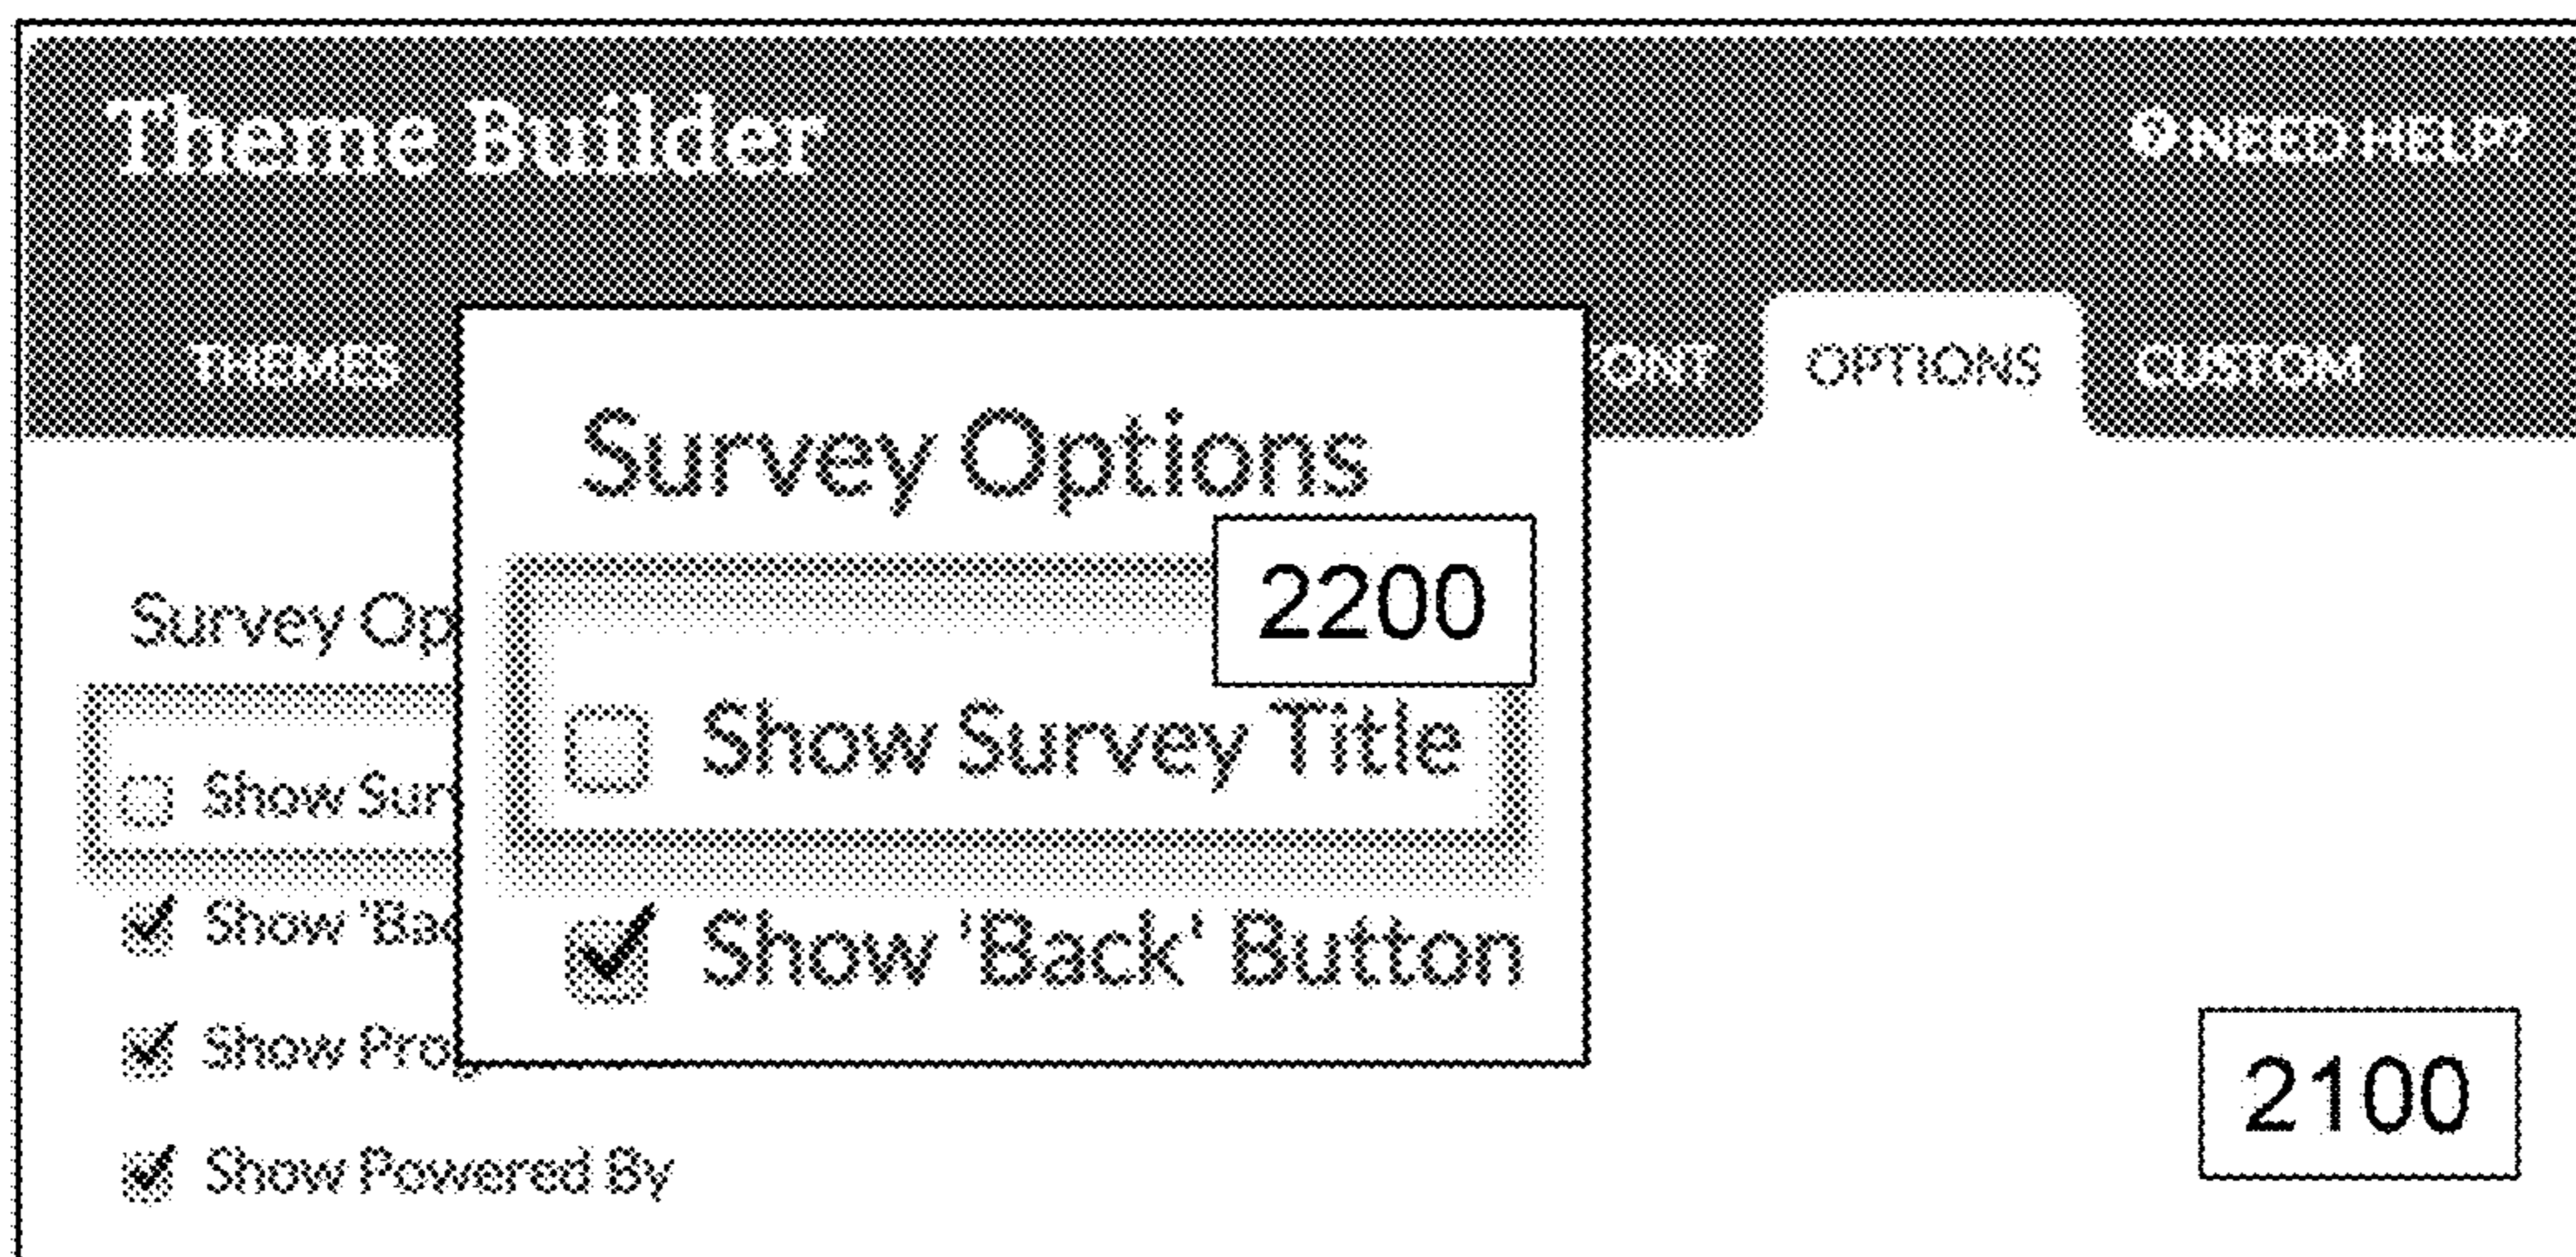 Theme Builder
NEED HELP?
THEMES
ONT
OPTIONS
CUSTOM
Survey Options
2200
Show Survey Title
Show 'Back' Button
Survey Op
Show Sur
Show 'Bac
Show Pro
Show Powered By
2100